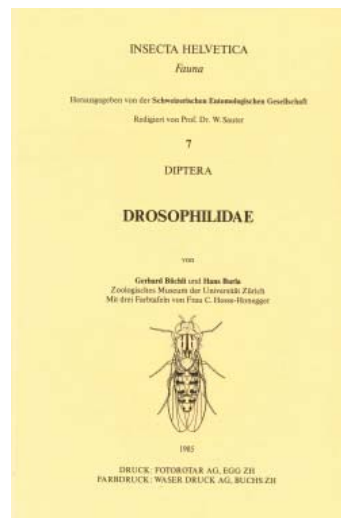 INSECTA HELVETICA
Fauna
Herausgegeben von der Schweizerischen Entomologischen Gesellschaft
Redigiert von Prof. Dr. W. Sauter
7
DIPTERA
DROSOPHILIDAE
von
Gerhard Bächli und Hans Burla
Zoologisches Museum der Universität Zürich
Mit drei Farbtafeln von Frau C. Hesse-Honegger
1985
DRUCK: FOTOROTAR AG, EGG ZH
FARBDRUCK: WASER DRUCK AG, BUCHS ZH